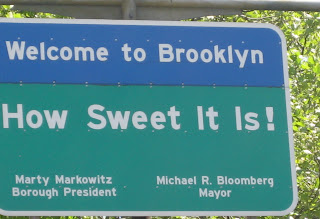 Welcome to Brooklyn
How Sweet It Is!
Marty Markowitz
Borough President
Michael R. Bloomberg
Mayor